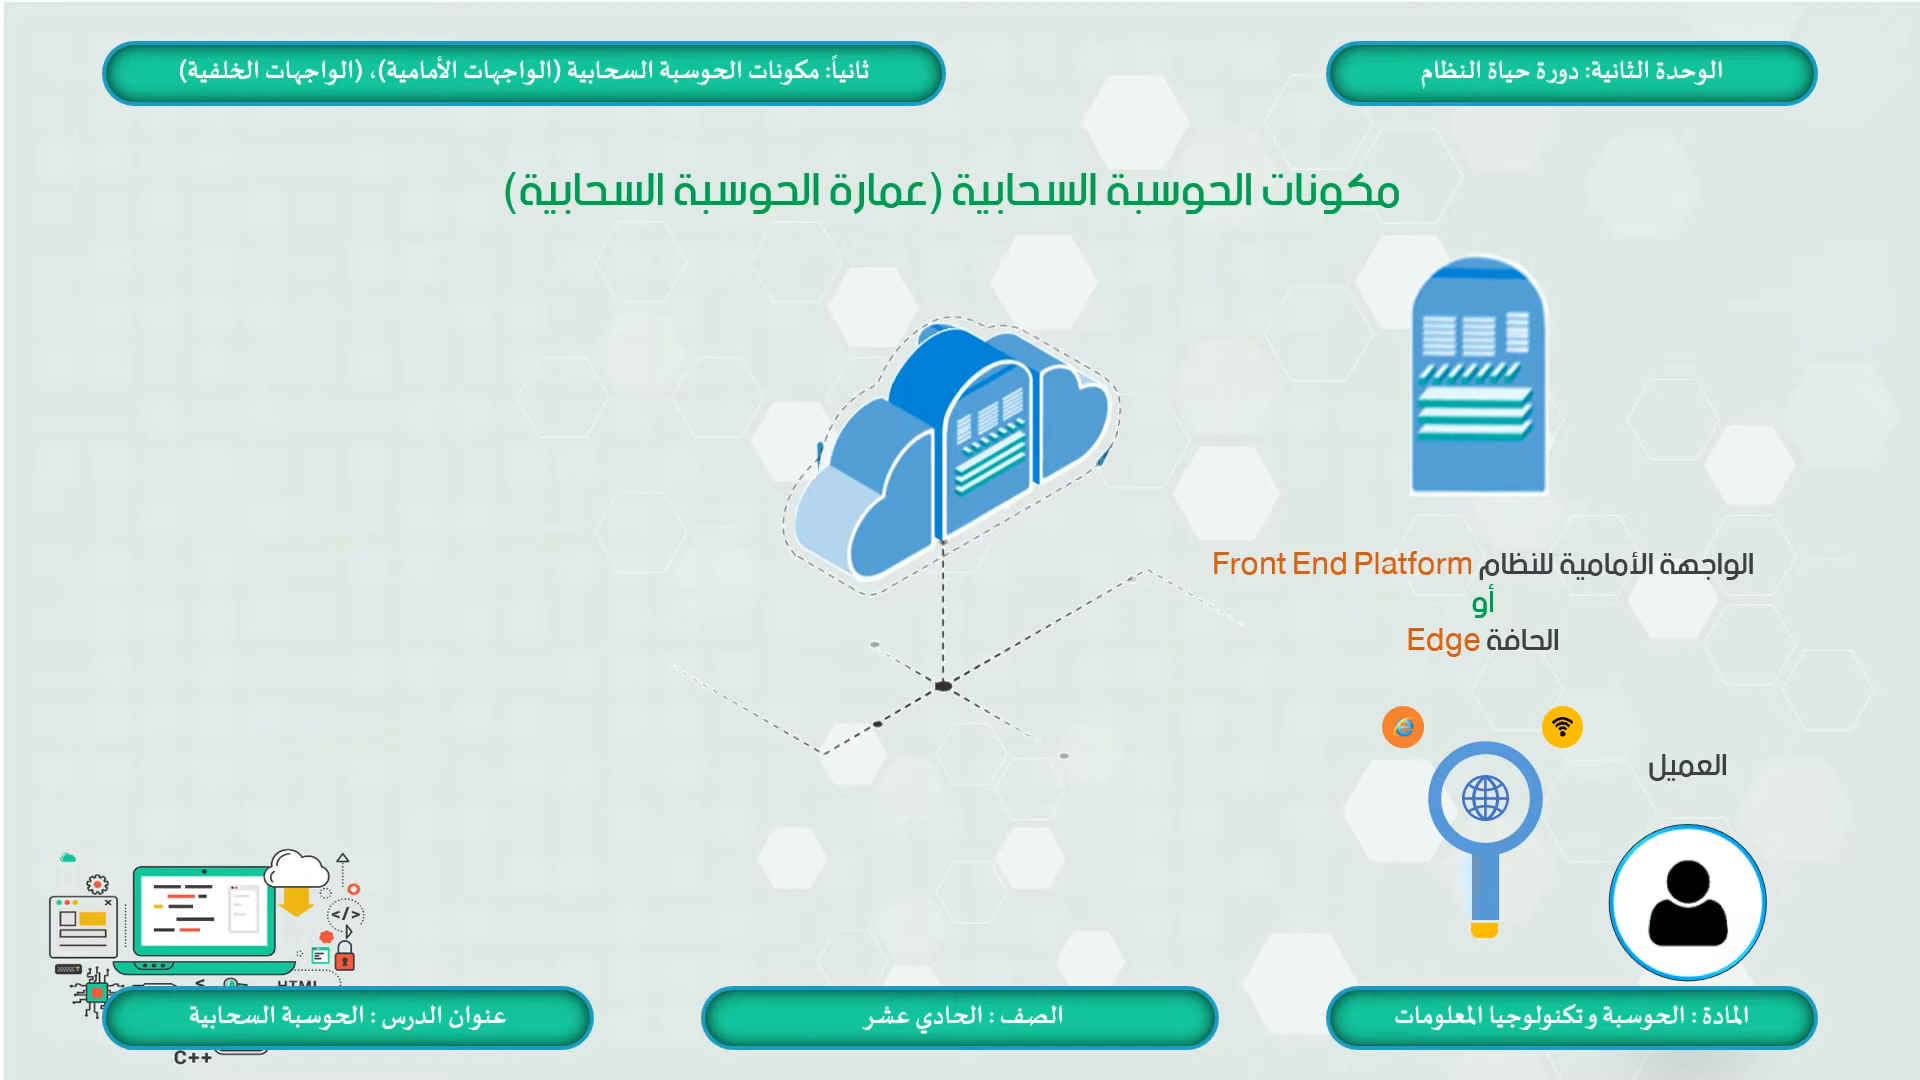 الوحدة الثانية: دورة حياة النظام
ثانياً: مكونات الحوسبة السحابية (الواجهات الأمامية)، (الواجهات الخلفية)
مكونات الحوسبة السحابية (عمارة الحوسبة السحابية)
الواجهة الأمامية للنظام Front End Platform
أو
الحافة Edge
العميل
</>
HTML
المادة : الحوسبة وتكنولوجيا المعلومات
الصف : الحادي عشر
عنوان الدرس : الحوسبة السحابية
C++